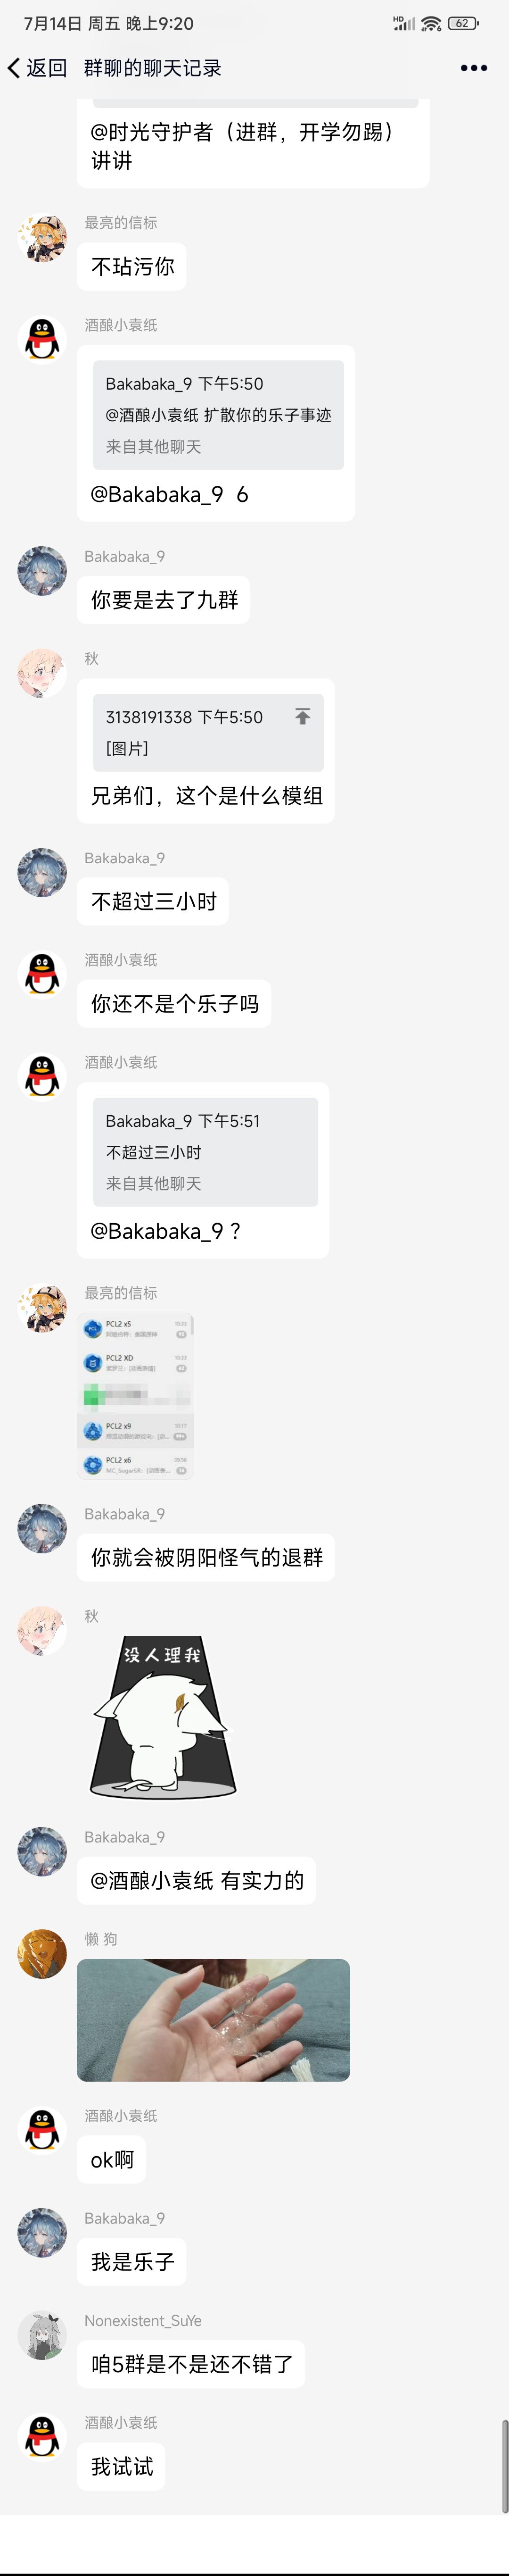 7月14日 周五 晚上9:20
HD
62
返回 群聊的聊天记录
@时光守护者（进群，开学勿踢）
讲讲
最亮的信标
不玷污你
酒酿小袁纸
Bakabaka_9 下午5:50
@酒酿小袁纸 扩散你的乐子事迹
来自其他聊天
@Bakabaka_9 6
Bakabaka_9
你要是去了九群
秋
3138191338 下午5:50
[图片]
兄弟们，这个是什么模组
Bakabaka_9
不超过三小时
酒酿小袁纸
你还不是个乐子吗
酒酿小袁纸
Bakabaka_9 下午5:51
不超过三小时
来自其他聊天
@Bakabaka_9？
最亮的信标
PCL2 x5
PCL2 XD
PCL2 x9
PCL2 x6
Bakabaka_9
你就会被阴阳怪气的退群
秋
没人理我
Bakabaka_9
@酒酿小袁纸 有实力的
懒 狗
酒酿小袁纸
ok啊
Bakabaka_9
我是乐子
Nonexistent_SuYe
咱5群是不是还不错了
酒酿小袁纸
我试试